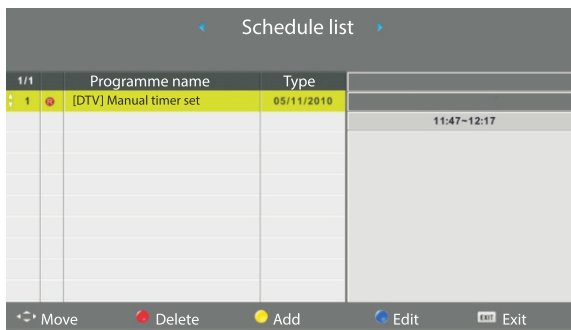 Schedule list
1/1 Programme name Type
1 R [DTV] Manual timer set 05/11/2010
11:47~12:17
Move Delete Add Edit EXIT Exit